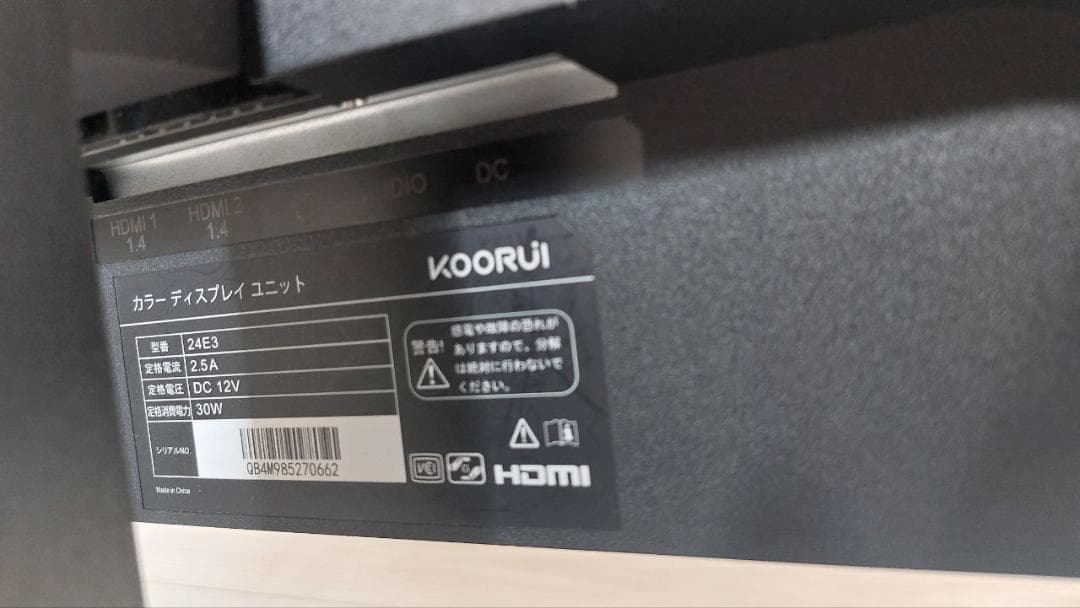 HDMI 1
1.4
HDMI 2
1.4
AUDIO
DC
KOORUI
カラー ディスプレイ ユニット
型番 24E3
定格電流 2.5A
定格電圧 DC 12V
定格消費電力 30W
シリアルNO.
QB4M985270662
Made in China
警告!
感電や故障の恐れが
ありますので、分解
は絶対に行わないで
ください。
VCI
HDMI